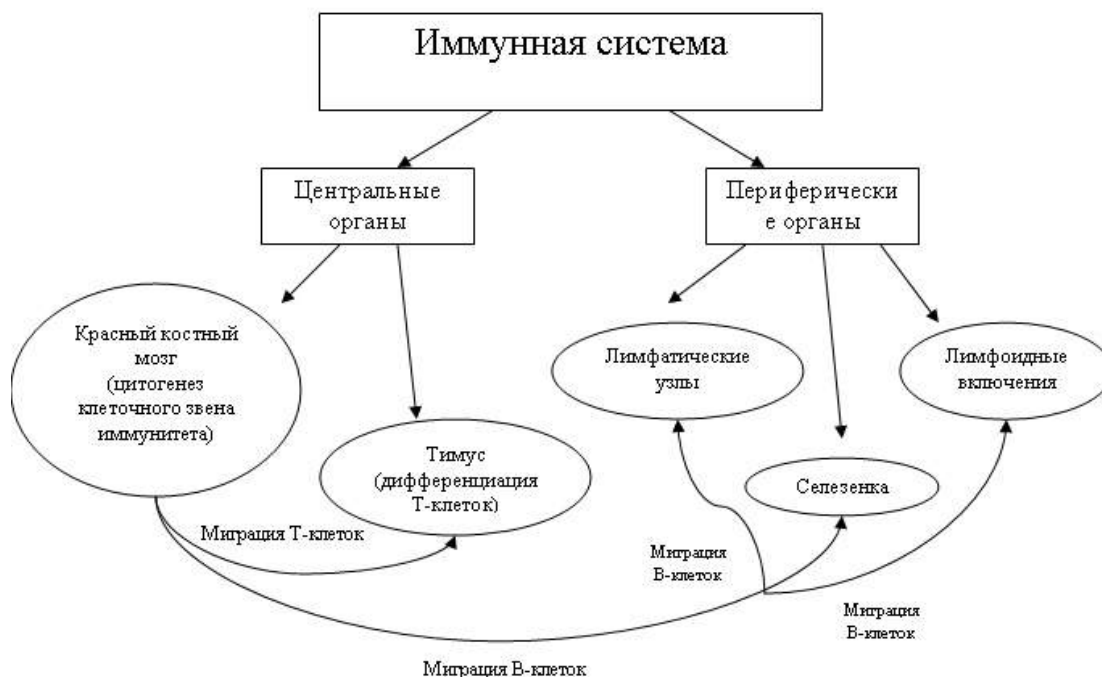 Иммунная система
Центральные
органы
Периферически
е органы
Красный костный
мозг
(цитогенез
клеточного звена
иммунитета)
Лимфатические
узлы
Лимфоидные
включения
Тимус
(дифференциация
Т-клеток)
Селезенка
Миграция Т-клеток
Миграция
В-клеток
Миграция
В-клеток
Миграция В-клеток